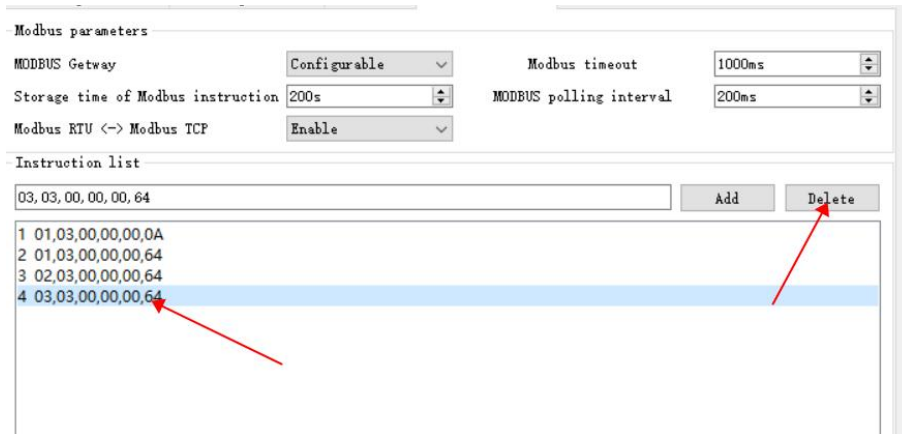 Modbus parameters
MODBUS Getway Configurable Modbus timeout 1000ms
Storage time of Modbus instruction 200s MODBUS polling interval 200ms
Modbus RTU <-> Modbus TCP Enable
Instruction list
03, 03, 00, 00, 00, 64 Add Delete
1 01,03,00,00,00,0A
2 01,03,00,00,00,64
3 02,03,00,00,00,64
4 03,03,00,00,00,64